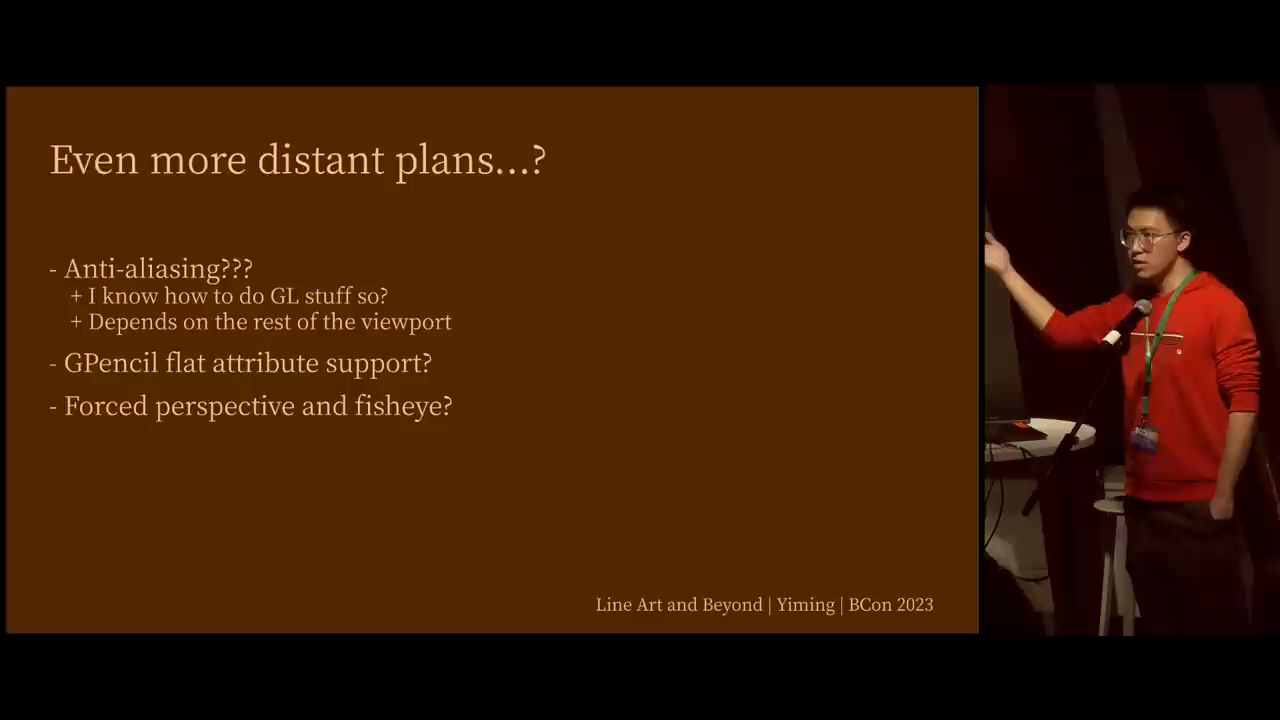 Even more distant plans...?
- Anti-aliasing???
+ I know how to do GL stuff so?
+ Depends on the rest of the viewport
- GPencil flat attribute support?
- Forced perspective and fisheye?
Line Art and Beyond | Yiming | BCon 2023